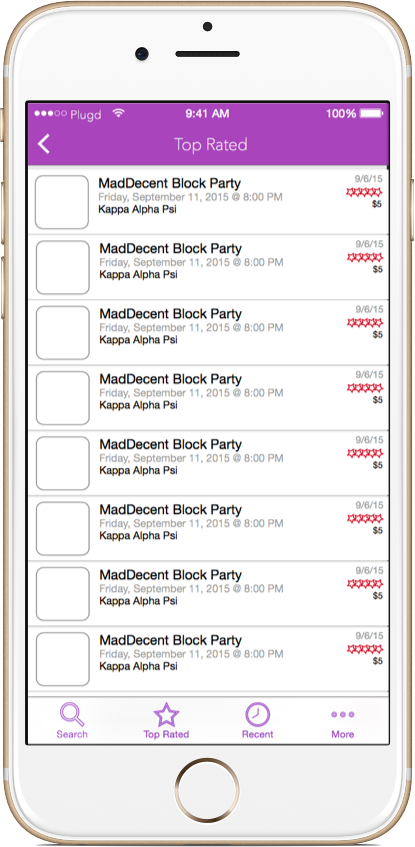 Plugd 9:41 AM 100%
Top Rated
MadDecent Block Party 9/6/15
Friday, September 11, 2015 @ 8:00 PM
Kappa Alpha Psi $5
MadDecent Block Party 9/6/15
Friday, September 11, 2015 @ 8:00 PM
Kappa Alpha Psi $5
MadDecent Block Party 9/6/15
Friday, September 11, 2015 @ 8:00 PM
Kappa Alpha Psi $5
MadDecent Block Party 9/6/15
Friday, September 11, 2015 @ 8:00 PM
Kappa Alpha Psi $5
MadDecent Block Party 9/6/15
Friday, September 11, 2015 @ 8:00 PM
Kappa Alpha Psi $5
MadDecent Block Party 9/6/15
Friday, September 11, 2015 @ 8:00 PM
Kappa Alpha Psi $5
MadDecent Block Party 9/6/15
Friday, September 11, 2015 @ 8:00 PM
Kappa Alpha Psi $5
MadDecent Block Party 9/6/15
Friday, September 11, 2015 @ 8:00 PM
Kappa Alpha Psi $5
Search Top Rated Recent More